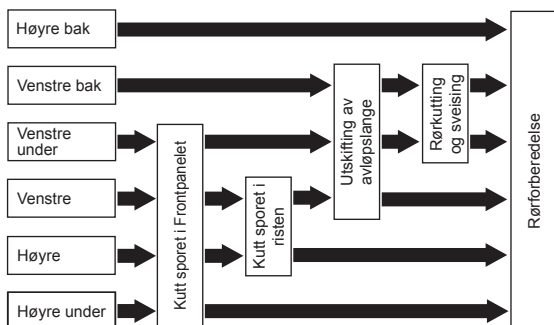 Høyre bak
Venstre bak
Venstre
under
Venstre
Høyre
Høyre under
Kutt sporet i Frontpanelet
Kutt sporet i
risten
Utskifting av
avløpslange
Rørkutting
og sveising
Rørforberedelse